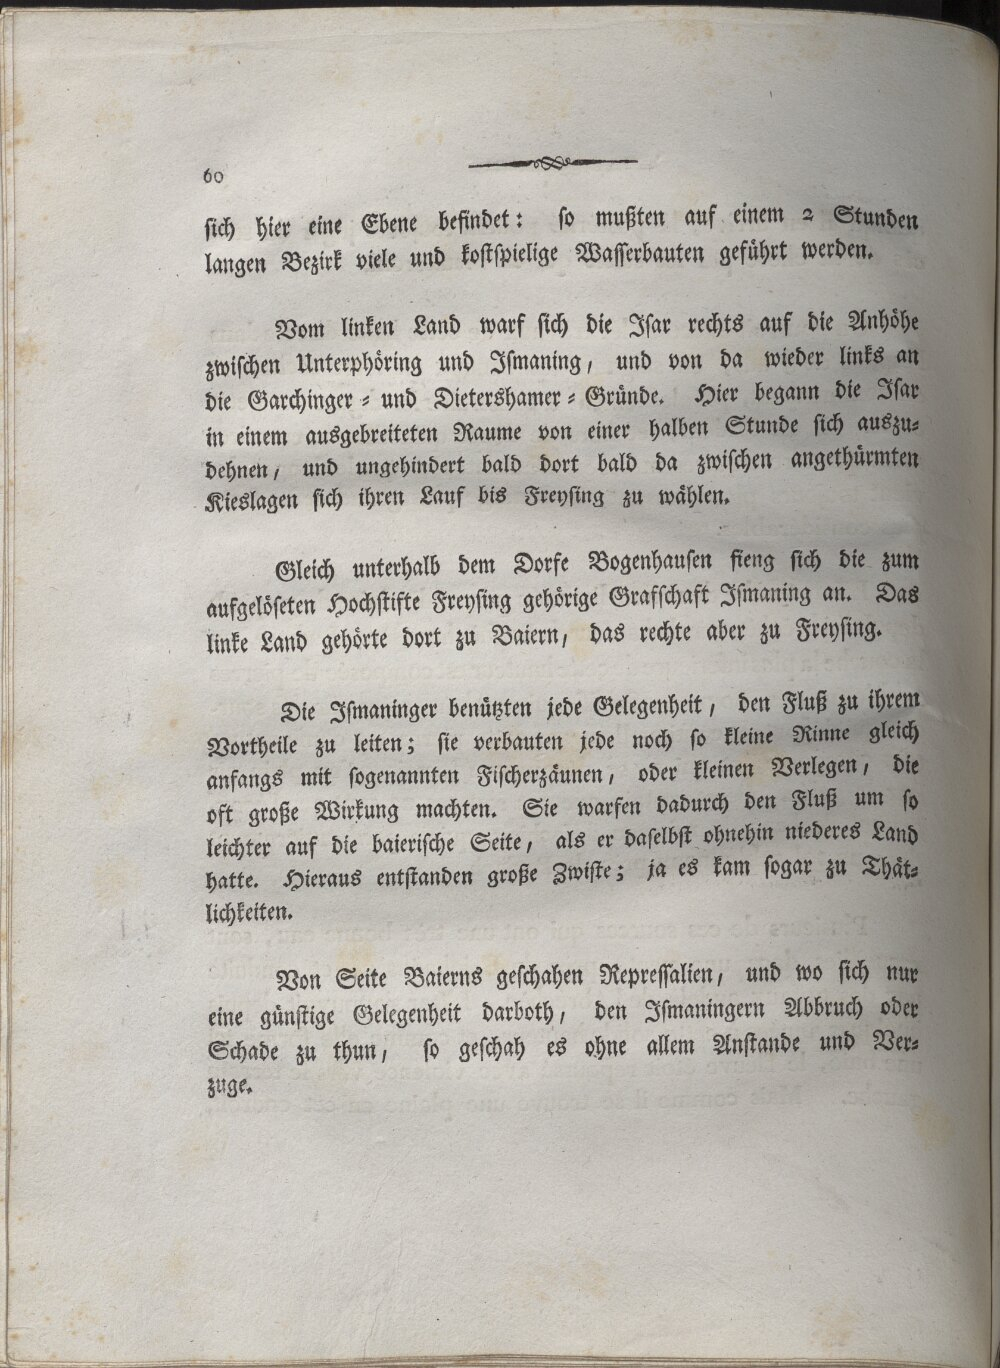 60
sich hier eine Ebene befindet: so mußten auf einem 2 Stunden
langen Bezirk viele und kostspielige Wasserbauten geführt werden.
Vom linken Land warf sich die Isar rechts auf die Anhöhe
zwischen Unterphöring und Ismaning, und von da wieder links an
die Garchinger- und Dietershamer-Gründe. Hier begann die Isar
in einem ausgebreiteten Raume von einer halben Stunde sich auszu-
dehnen, und ungehindert bald dort bald da zwischen angethürmten
Kieslagen sich ihren Lauf bis Freysing zu wählen.
Gleich unterhalb dem Dorfe Bogenhausen fieng sich die zum
aufgelöseten Hochstifte Freysing gehörige Grafschaft Ismaning an. Das
linke Land gehörte dort zu Baiern, das rechte aber zu Freysing.
Die Ismaninger benützten jede Gelegenheit, den Fluß zu ihrem
Vortheile zu leiten; sie verbauten jede noch so kleine Rinne gleich
anfangs mit sogenannten Fischerzäunen, oder kleinen Verlegen, die
oft große Wirkung machten. Sie warfen dadurch den Fluß um so
leichter auf die baierische Seite, als er daselbst ohnehin niederes Land
hatte. Hieraus entstanden große Zwiste; ja es kam sogar zu Thät-
lichkeiten.
Von Seite Baierns geschahen Repressalien, und wo sich nur
eine günstige Gelegenheit darboth, den Ismaningern Abbruch oder
Schade zu thun, so geschah es ohne allem Anstande und Ver-
zuge.